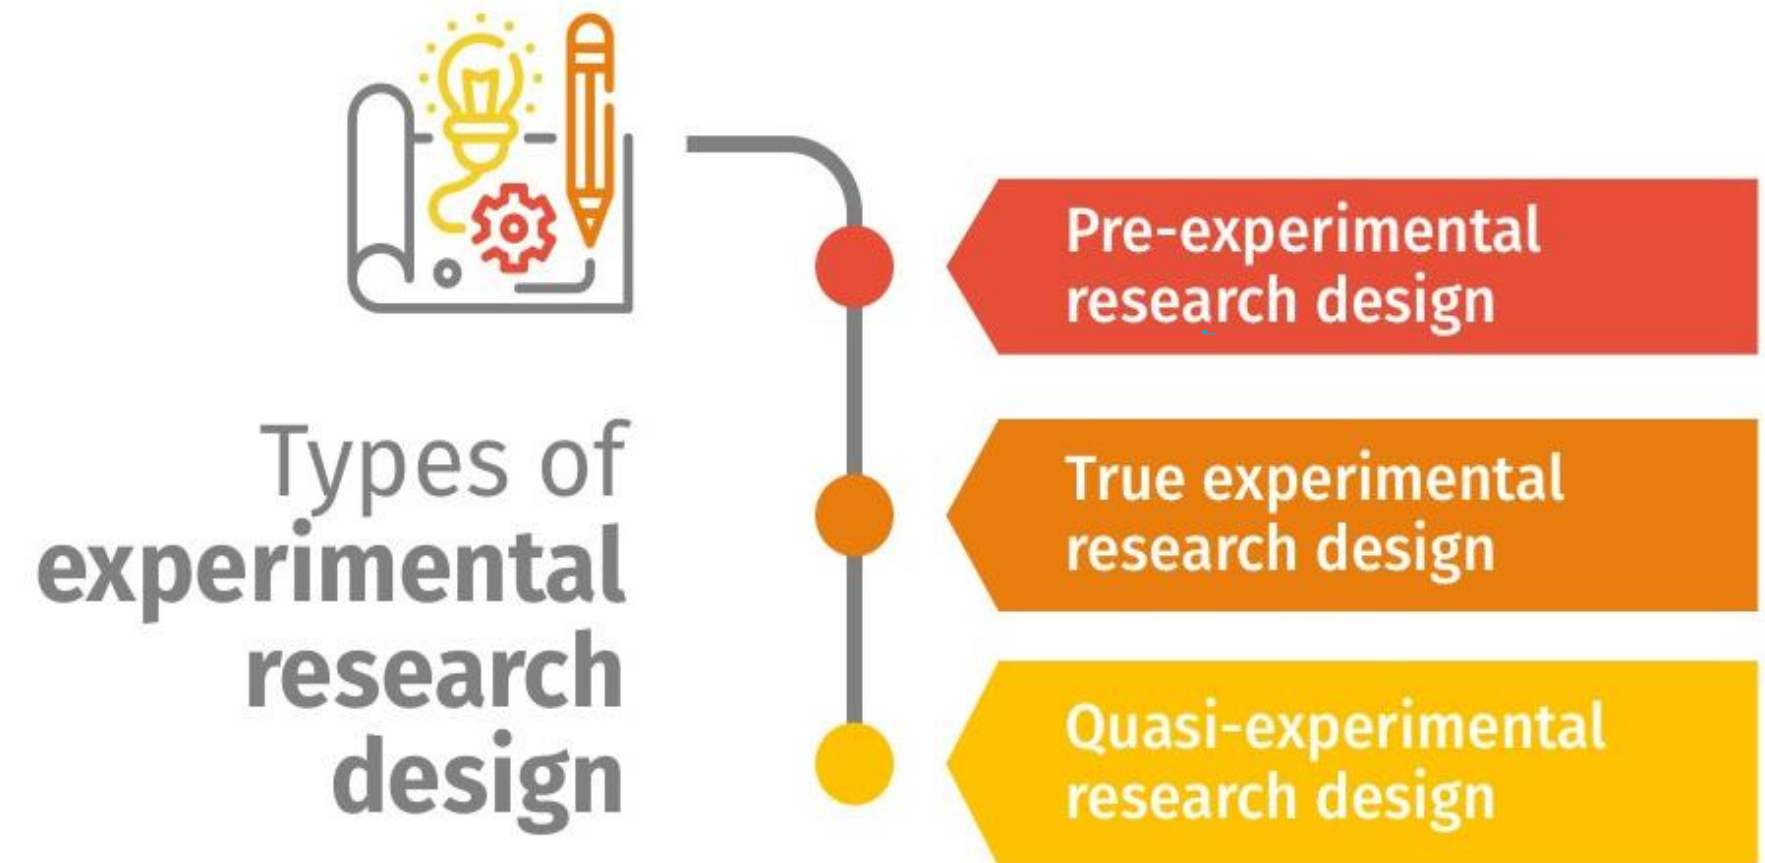 Types of
experimental
research
design
Pre-experimental
research design
True experimental
research design
Quasi-experimental
research design